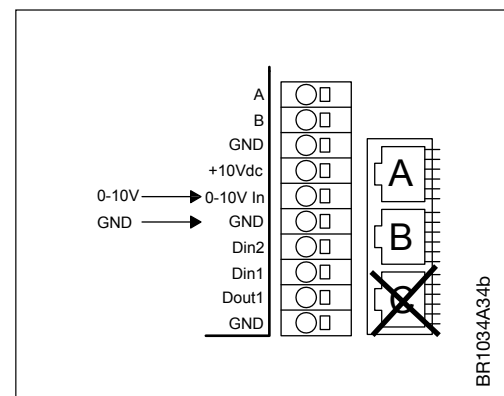 A
B
GND
+10Vdc
0-10V 0-10V In
GND GND
Din2
Din1
Dout1
GND
A
B
C
BR1034A34b